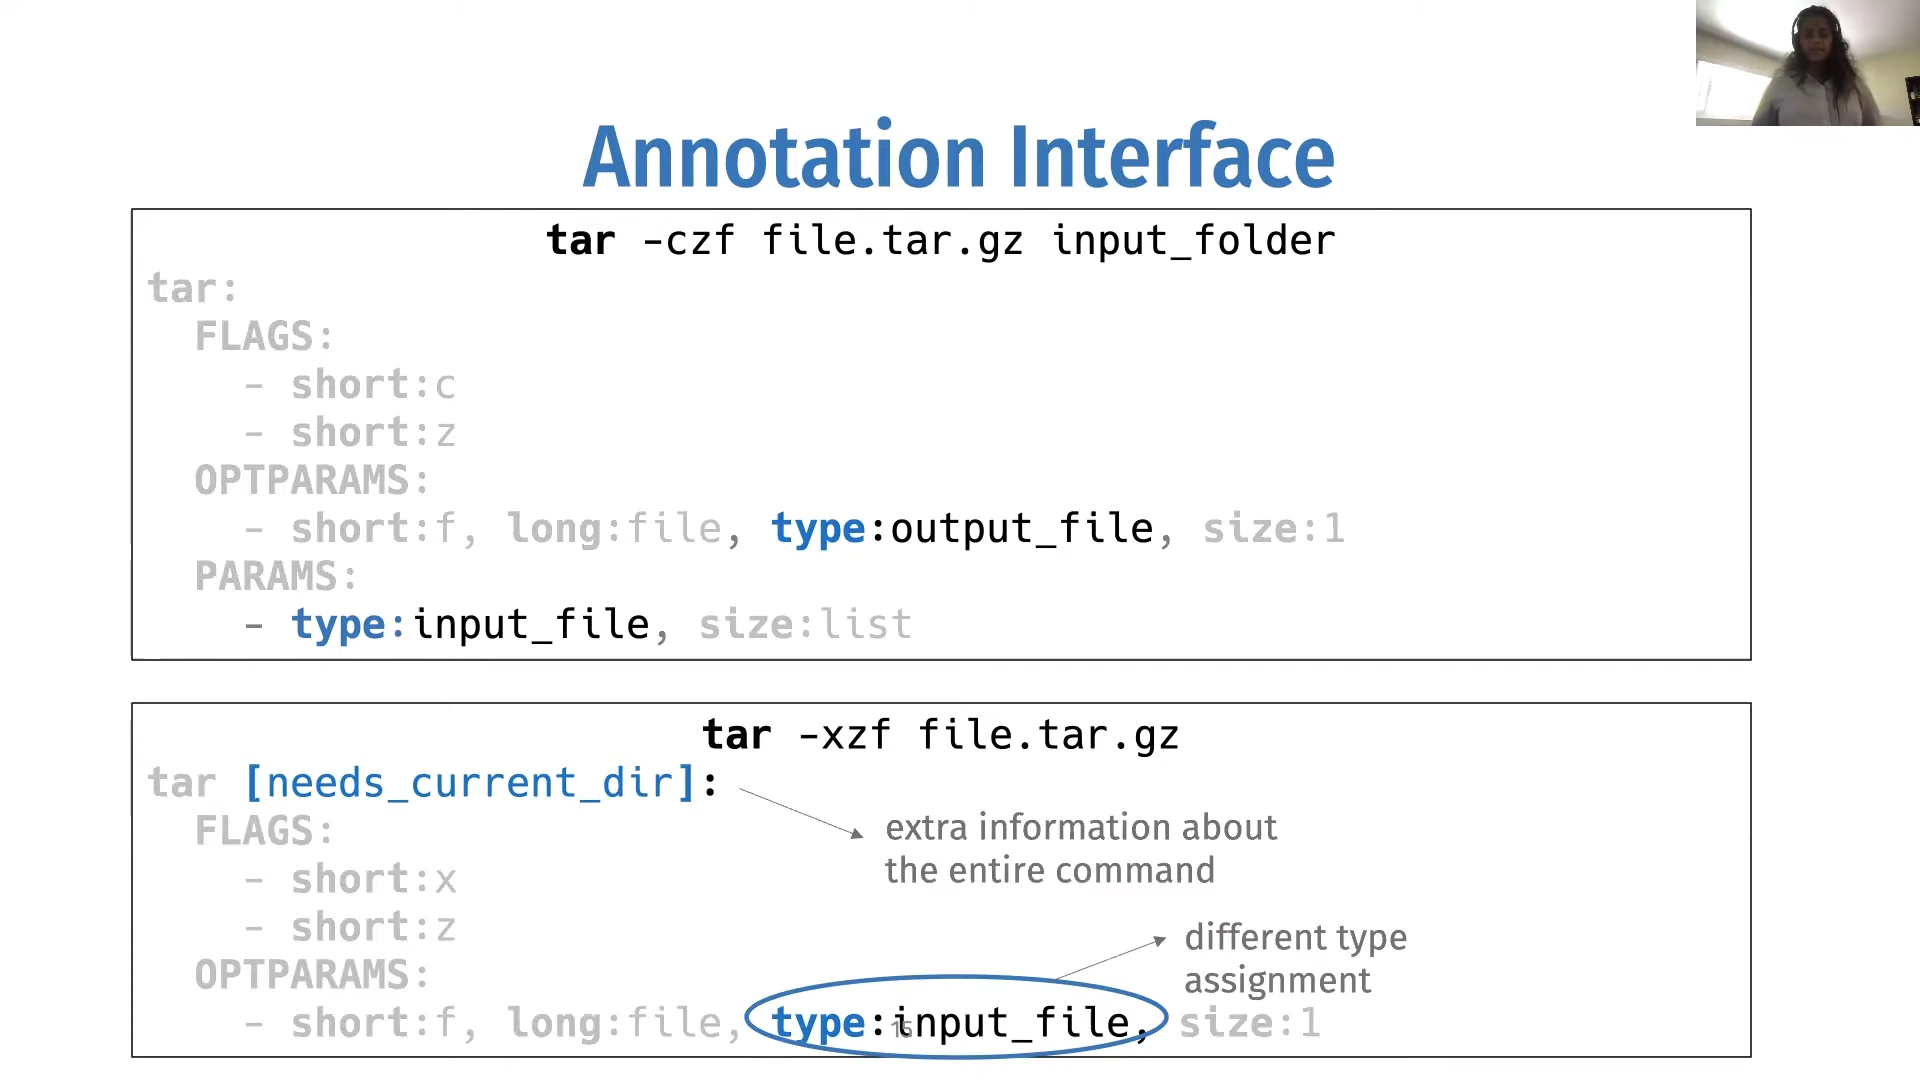 Annotation Interface
tar -czf file.tar.gz input_folder
tar:
FLAGS:
- short:c
- short:z
OPTPARAMS:
- short:f, long:file, type:output_file, size:1
PARAMS:
- type:input_file, size:list
tar -xzf file.tar.gz
tar [needs_current_dir]:
extra information about
the entire command
FLAGS:
- short:x
- short:z
different type
assignment
OPTPARAMS:
- short:f, long:file, type:input_file, size:1
15